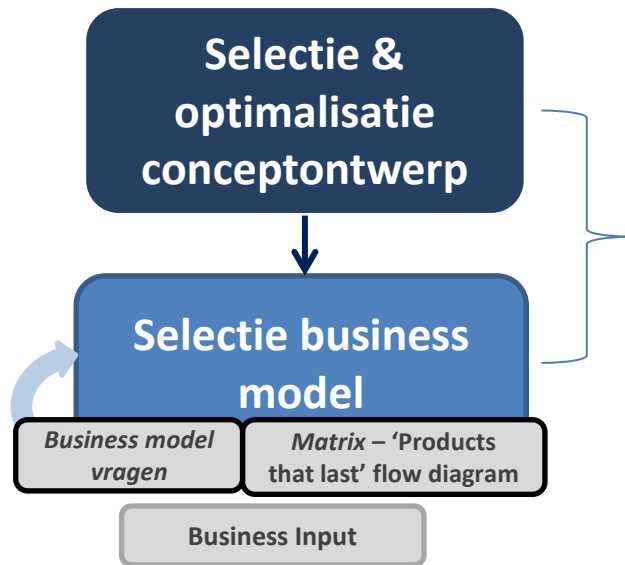 Selectie &
optimalisatie
conceptontwerp
Selectie business
model
Business model
vragen
Matrix – ‘Products
that last’ flow diagram
Business Input